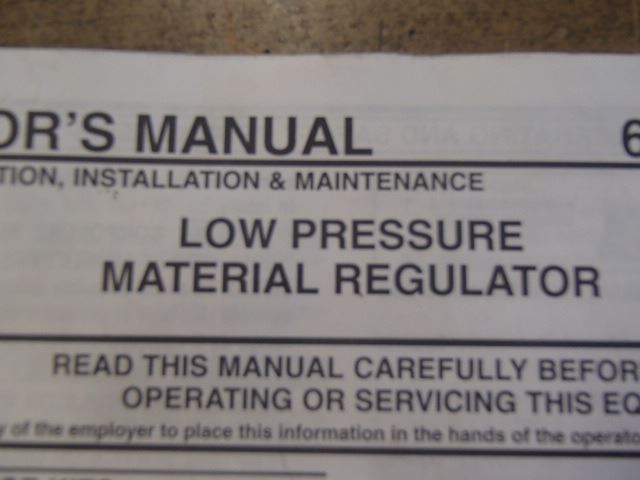 OR'S MANUAL 6
TION, INSTALLATION & MAINTENANCE
LOW PRESSURE
MATERIAL REGULATOR
READ THIS MANUAL CAREFULLY BEFOR
OPERATING OR SERVICING THIS EQ
y of the employer to place this information in the hands of the operato